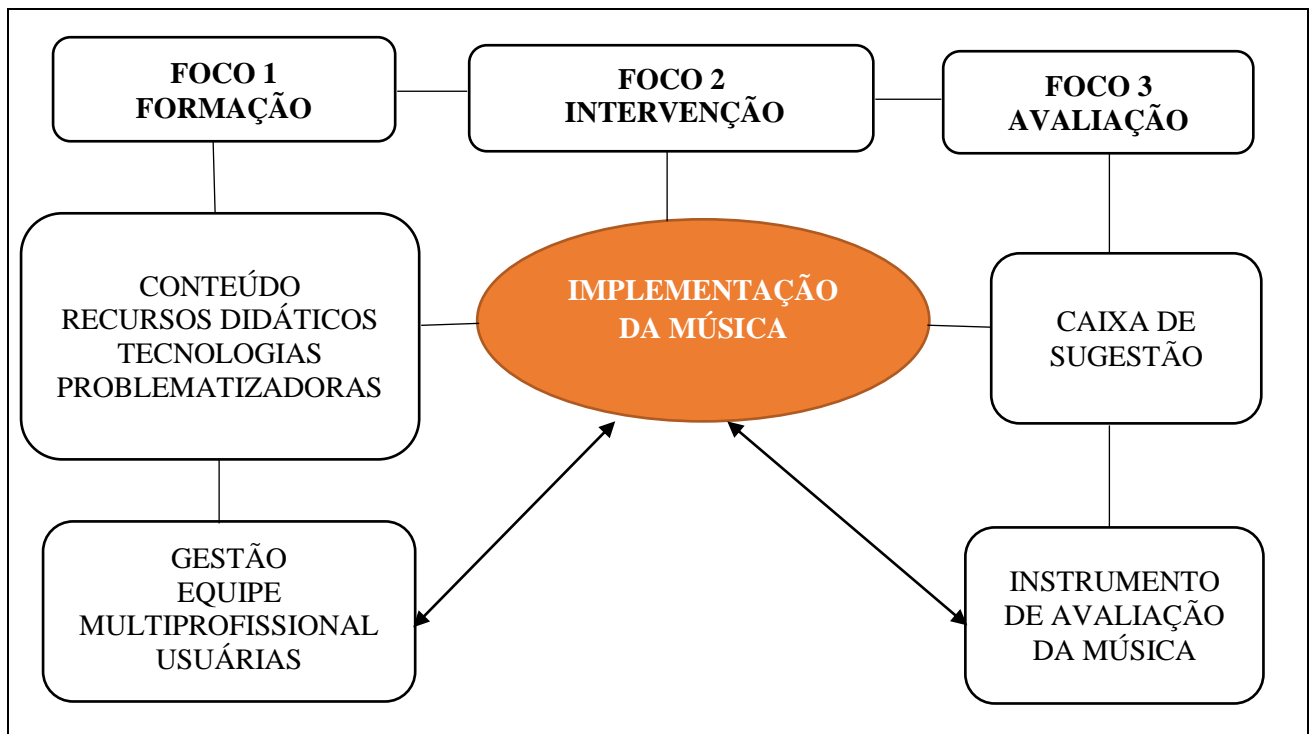 FOCO 1
FORMAÇÃO
FOCO 2
INTERVENÇÃO
FOCO 3
AVALIAÇÃO
CONTEÚDO
RECURSOS DIDÁTICOS
TECNOLOGIAS
PROBLEMATIZADORAS
IMPLEMENTAÇÃO
DA MÚSICA
CAIXA DE
SUGESTÃO
GESTÃO
EQUIPE
MULTIPROFISSIONAL
USUÁRIAS
INSTRUMENTO
DE AVALIAÇÃO
DA MÚSICA